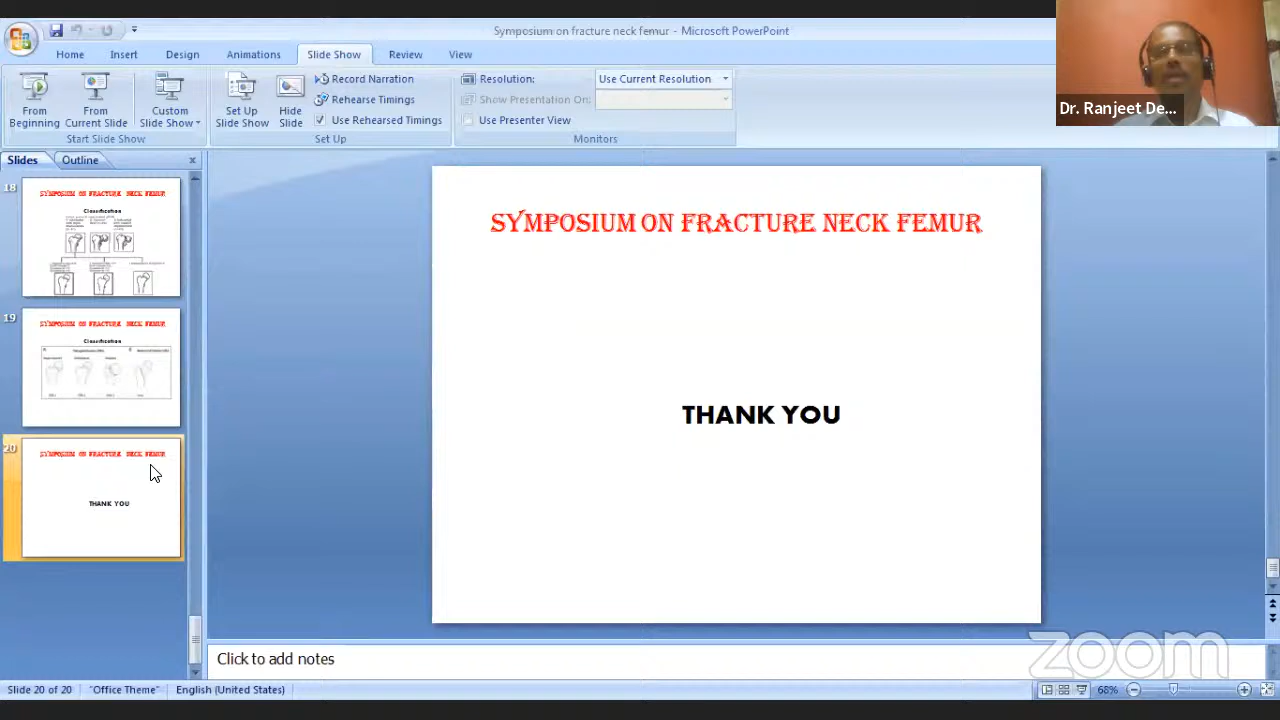 Symposium on fracture neck femur - Microsoft PowerPoint
Home Insert Design Animations Slide Show Review View
From Beginning
From Current Slide
Custom Slide Show
Set Up Slide Show
Hide Slide
Record Narration
Rehearse Timings
Use Rehearsed Timings
Resolution: Use Current Resolution
Show Presentation On:
Use Presenter View
Start Slide Show Set Up Monitors
Dr. Ranjeet De...
Slides Outline
18
SYMPOSIUM ON FRACTURE NECK FEMUR
Classification
19
SYMPOSIUM ON FRACTURE NECK FEMUR
Classification
20
SYMPOSIUM ON FRACTURE NECK FEMUR
THANK YOU
SYMPOSIUM ON FRACTURE NECK FEMUR
THANK YOU
Click to add notes
zoom
Slide 20 of 20 "Office Theme" English (United States) 68%